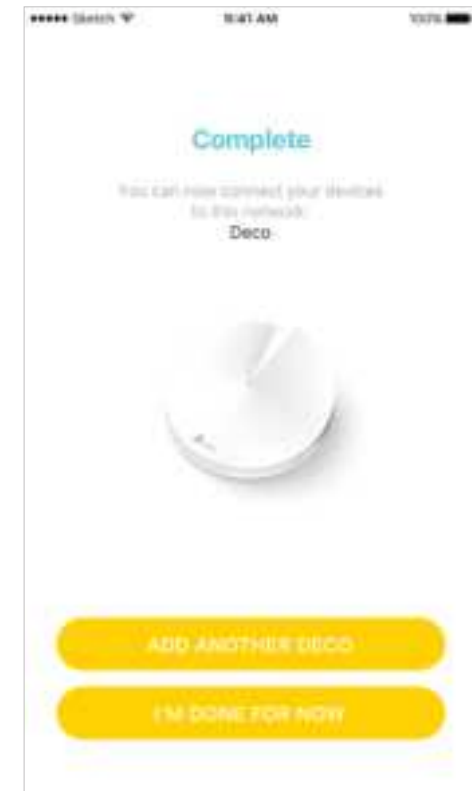 Sketch 9:41 AM 100%
Complete
You can now connect your devices
to this network:
Deco
ADD ANOTHER DECO
I'M DONE FOR NOW